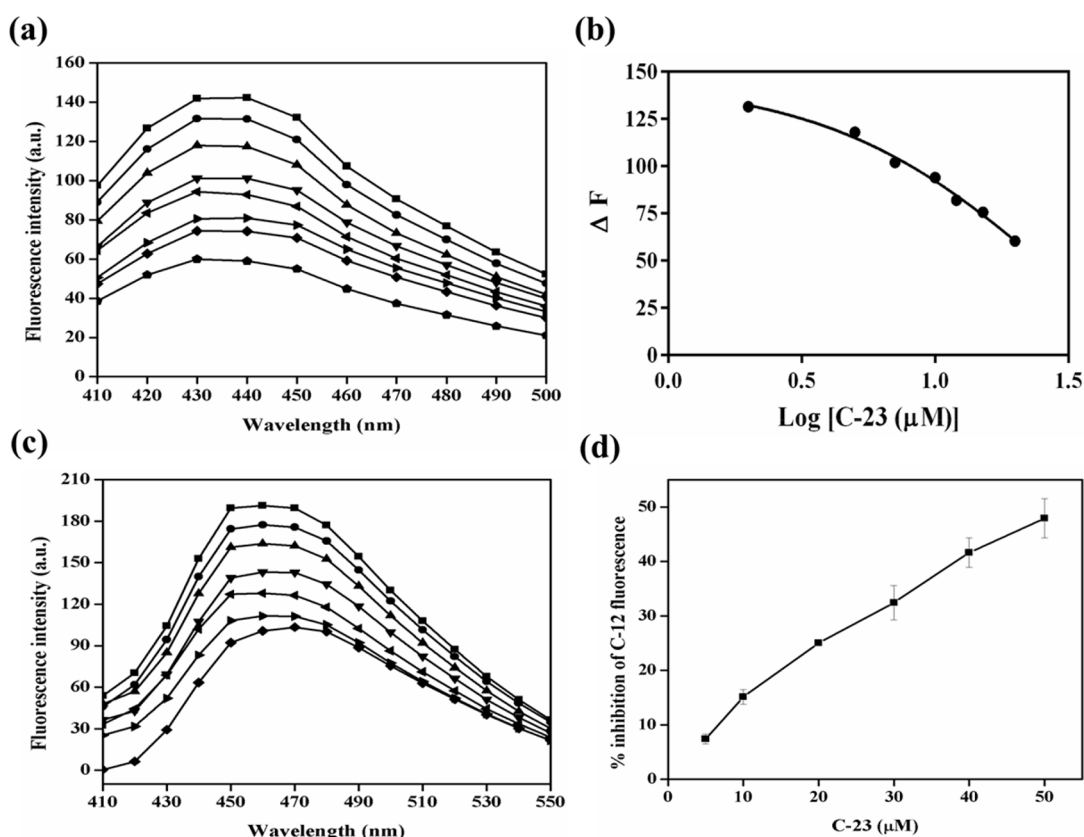 (a)
160
140
120
100
80
60
40
20
0
410 420 430 440 450 460 470 480 490 500
Fluorescence intensity (a.u.)
Wavelength (nm)
(b)
150
125
100
75
50
25
0
0.0 0.5 1.0 1.5
Δ F
Log [C-23 (μM)]
(c)
210
180
150
120
90
60
30
0
410 430 450 470 490 510 530 550
Fluorescence intensity (a.u.)
Wavelength (nm)
(d)
50
40
30
20
10
0
0 10 20 30 40 50
% inhibition of C-12 fluorescence
C-23 (μM)